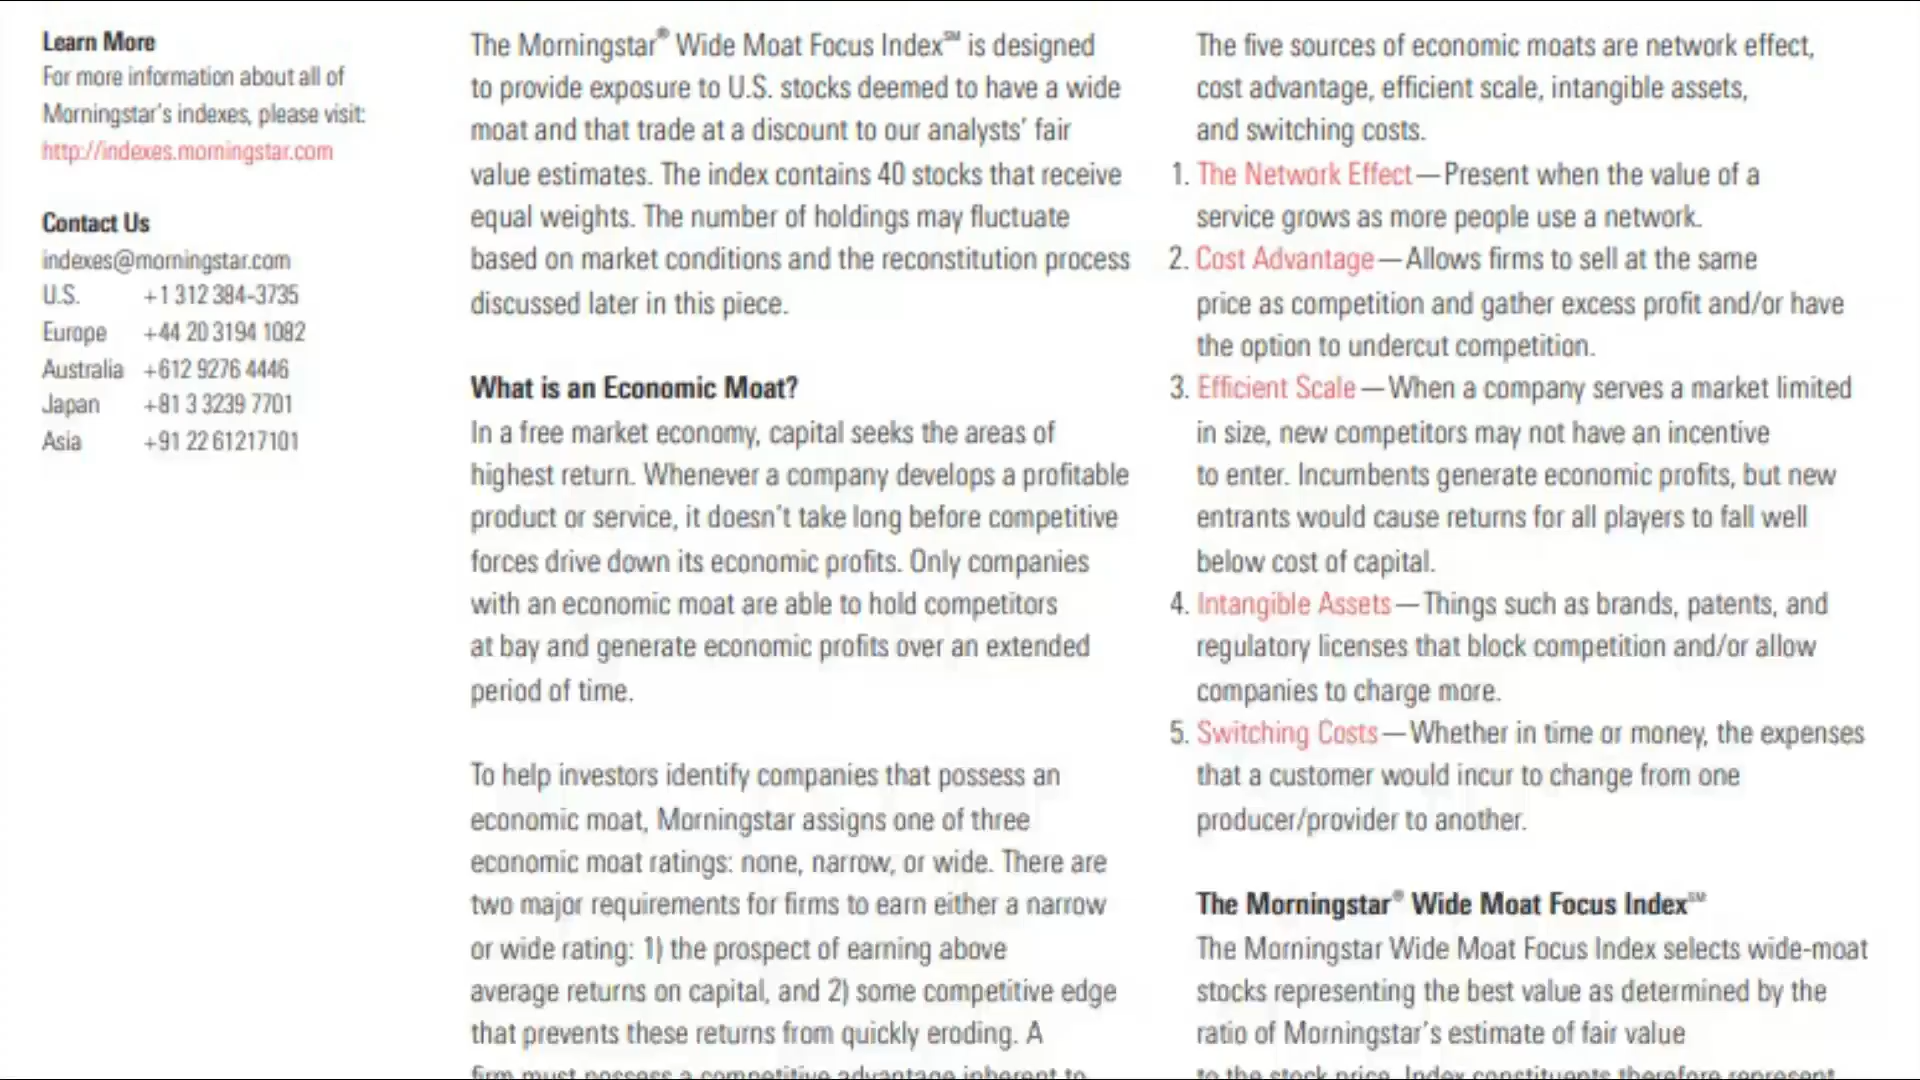 Learn More
For more information about all of
Morningstar's indexes, please visit:
http://indexes.morningstar.com
Contact Us
indexes@morningstar.com
U.S. +1 312 384-3735
Europe +44 20 3194 1082
Australia +612 9276 4446
Japan +81 3 3239 7701
Asia +91 22 61217101
The Morningstar® Wide Moat Focus Index℠ is designed
to provide exposure to U.S. stocks deemed to have a wide
moat and that trade at a discount to our analysts' fair
value estimates. The index contains 40 stocks that receive
equal weights. The number of holdings may fluctuate
based on market conditions and the reconstitution process
discussed later in this piece.
What is an Economic Moat?
In a free market economy, capital seeks the areas of
highest return. Whenever a company develops a profitable
product or service, it doesn't take long before competitive
forces drive down its economic profits. Only companies
with an economic moat are able to hold competitors
at bay and generate economic profits over an extended
period of time.
To help investors identify companies that possess an
economic moat, Morningstar assigns one of three
economic moat ratings: none, narrow, or wide. There are
two major requirements for firms to earn either a narrow
or wide rating: 1) the prospect of earning above
average returns on capital, and 2) some competitive edge
that prevents these returns from quickly eroding. A
firm must possess a competitive advantage inherent to
The five sources of economic moats are network effect,
cost advantage, efficient scale, intangible assets,
and switching costs.
1. The Network Effect—Present when the value of a
service grows as more people use a network.
2. Cost Advantage—Allows firms to sell at the same
price as competition and gather excess profit and/or have
the option to undercut competition.
3. Efficient Scale—When a company serves a market limited
in size, new competitors may not have an incentive
to enter. Incumbents generate economic profits, but new
entrants would cause returns for all players to fall well
below cost of capital.
4. Intangible Assets—Things such as brands, patents, and
regulatory licenses that block competition and/or allow
companies to charge more.
5. Switching Costs—Whether in time or money, the expenses
that a customer would incur to change from one
producer/provider to another.
The Morningstar® Wide Moat Focus Index℠
The Morningstar Wide Moat Focus Index selects wide-moat
stocks representing the best value as determined by the
ratio of Morningstar's estimate of fair value
to the stock price. Index constituents therefore represent